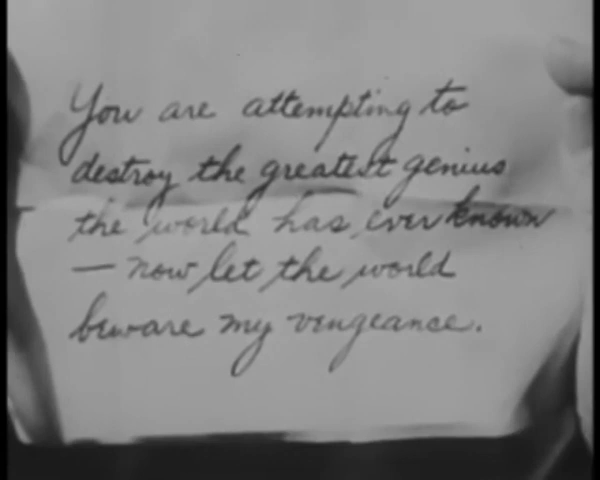 You are attempting to
destroy the greatest genius
the world has ever known
— now let the world
beware my vengeance.